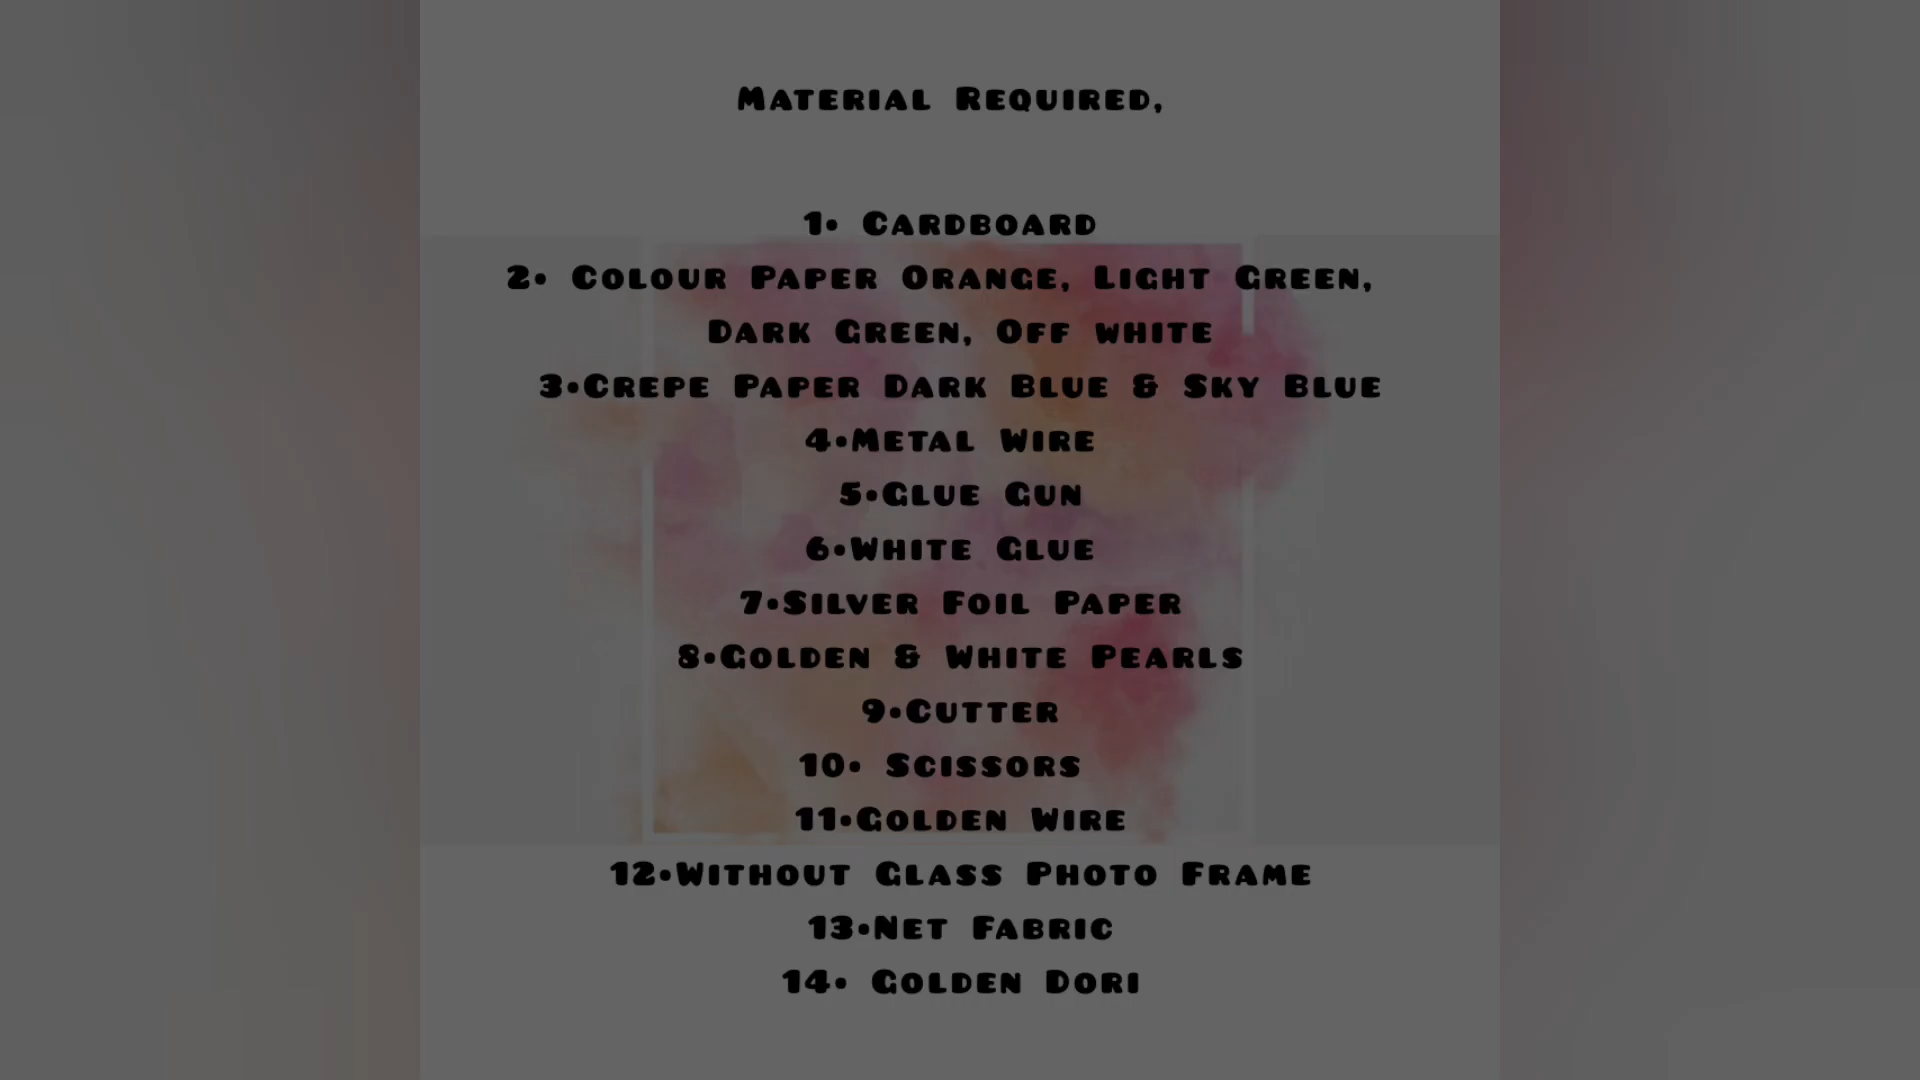 Material Required,
1• Cardboard
2• Colour Paper Orange, Light Green,
Dark Green, Off white
3•Crepe Paper Dark Blue & Sky Blue
4•Metal Wire
5•Glue Gun
6•White Glue
7•Silver Foil Paper
8•Golden & White Pearls
9•Cutter
10• Scissors
11•Golden Wire
12•Without Glass Photo Frame
13•Net Fabric
14• Golden Dori